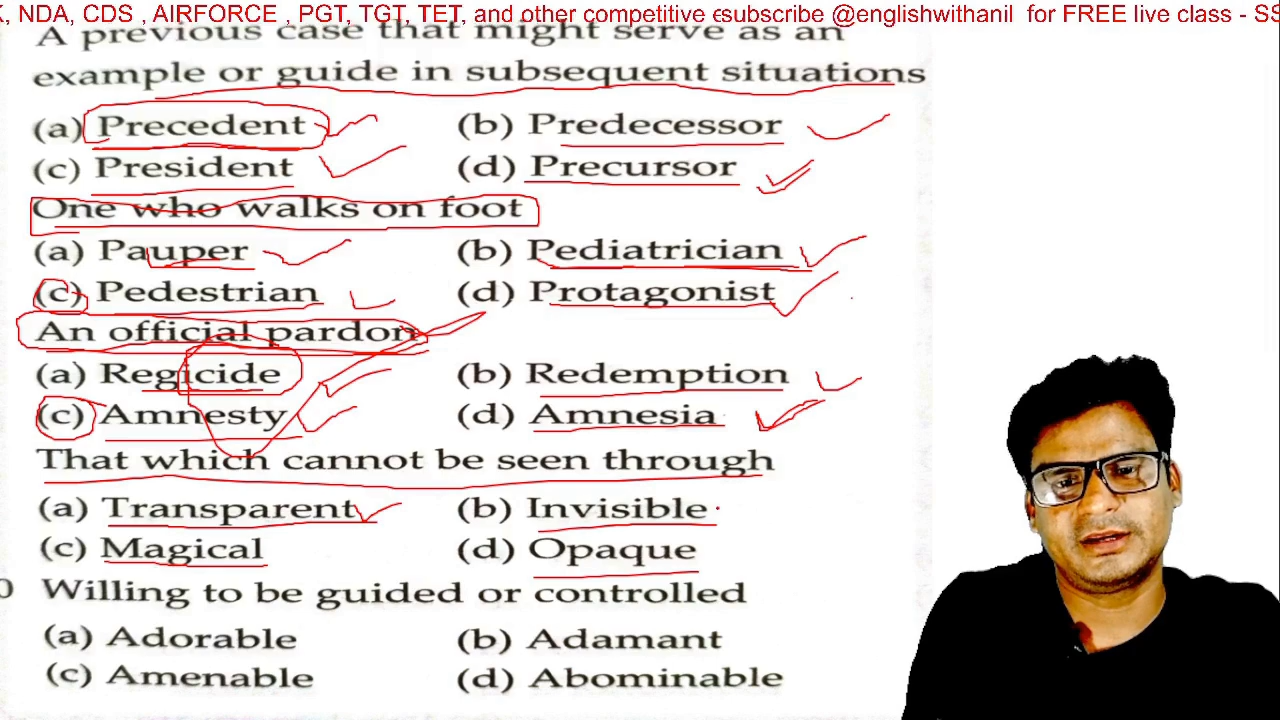 , NDA, CDS , AIRFORCE , PGT, TGT, TET, and other competitive subscribe @englishwithanil for FREE live class - SS
A previous case that might serve as an
example or guide in subsequent situations
(a) Precedent (b) Predecessor
(c) President (d) Precursor
One who walks on foot
(a) Pauper (b) Pediatrician
(c) Pedestrian (d) Protagonist
An official pardon
(a) Regicide (b) Redemption
(c) Amnesty (d) Amnesia
That which cannot be seen through
(a) Transparent (b) Invisible
(c) Magical (d) Opaque
0 Willing to be guided or controlled
(a) Adorable (b) Adamant
(c) Amenable (d) Abominable